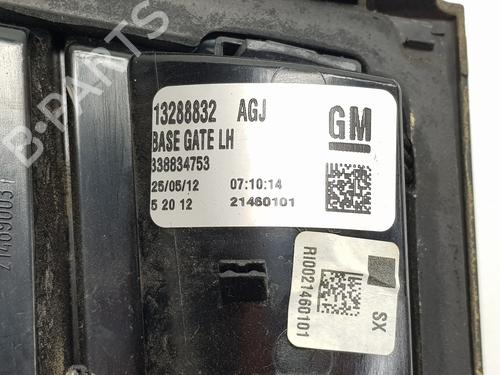 B-PARTS
13288832 AGJ
BASE GATE LH
338834753
25/05/12 07:10:14
5 20 12 21460101
GM
RI0021460101
SX